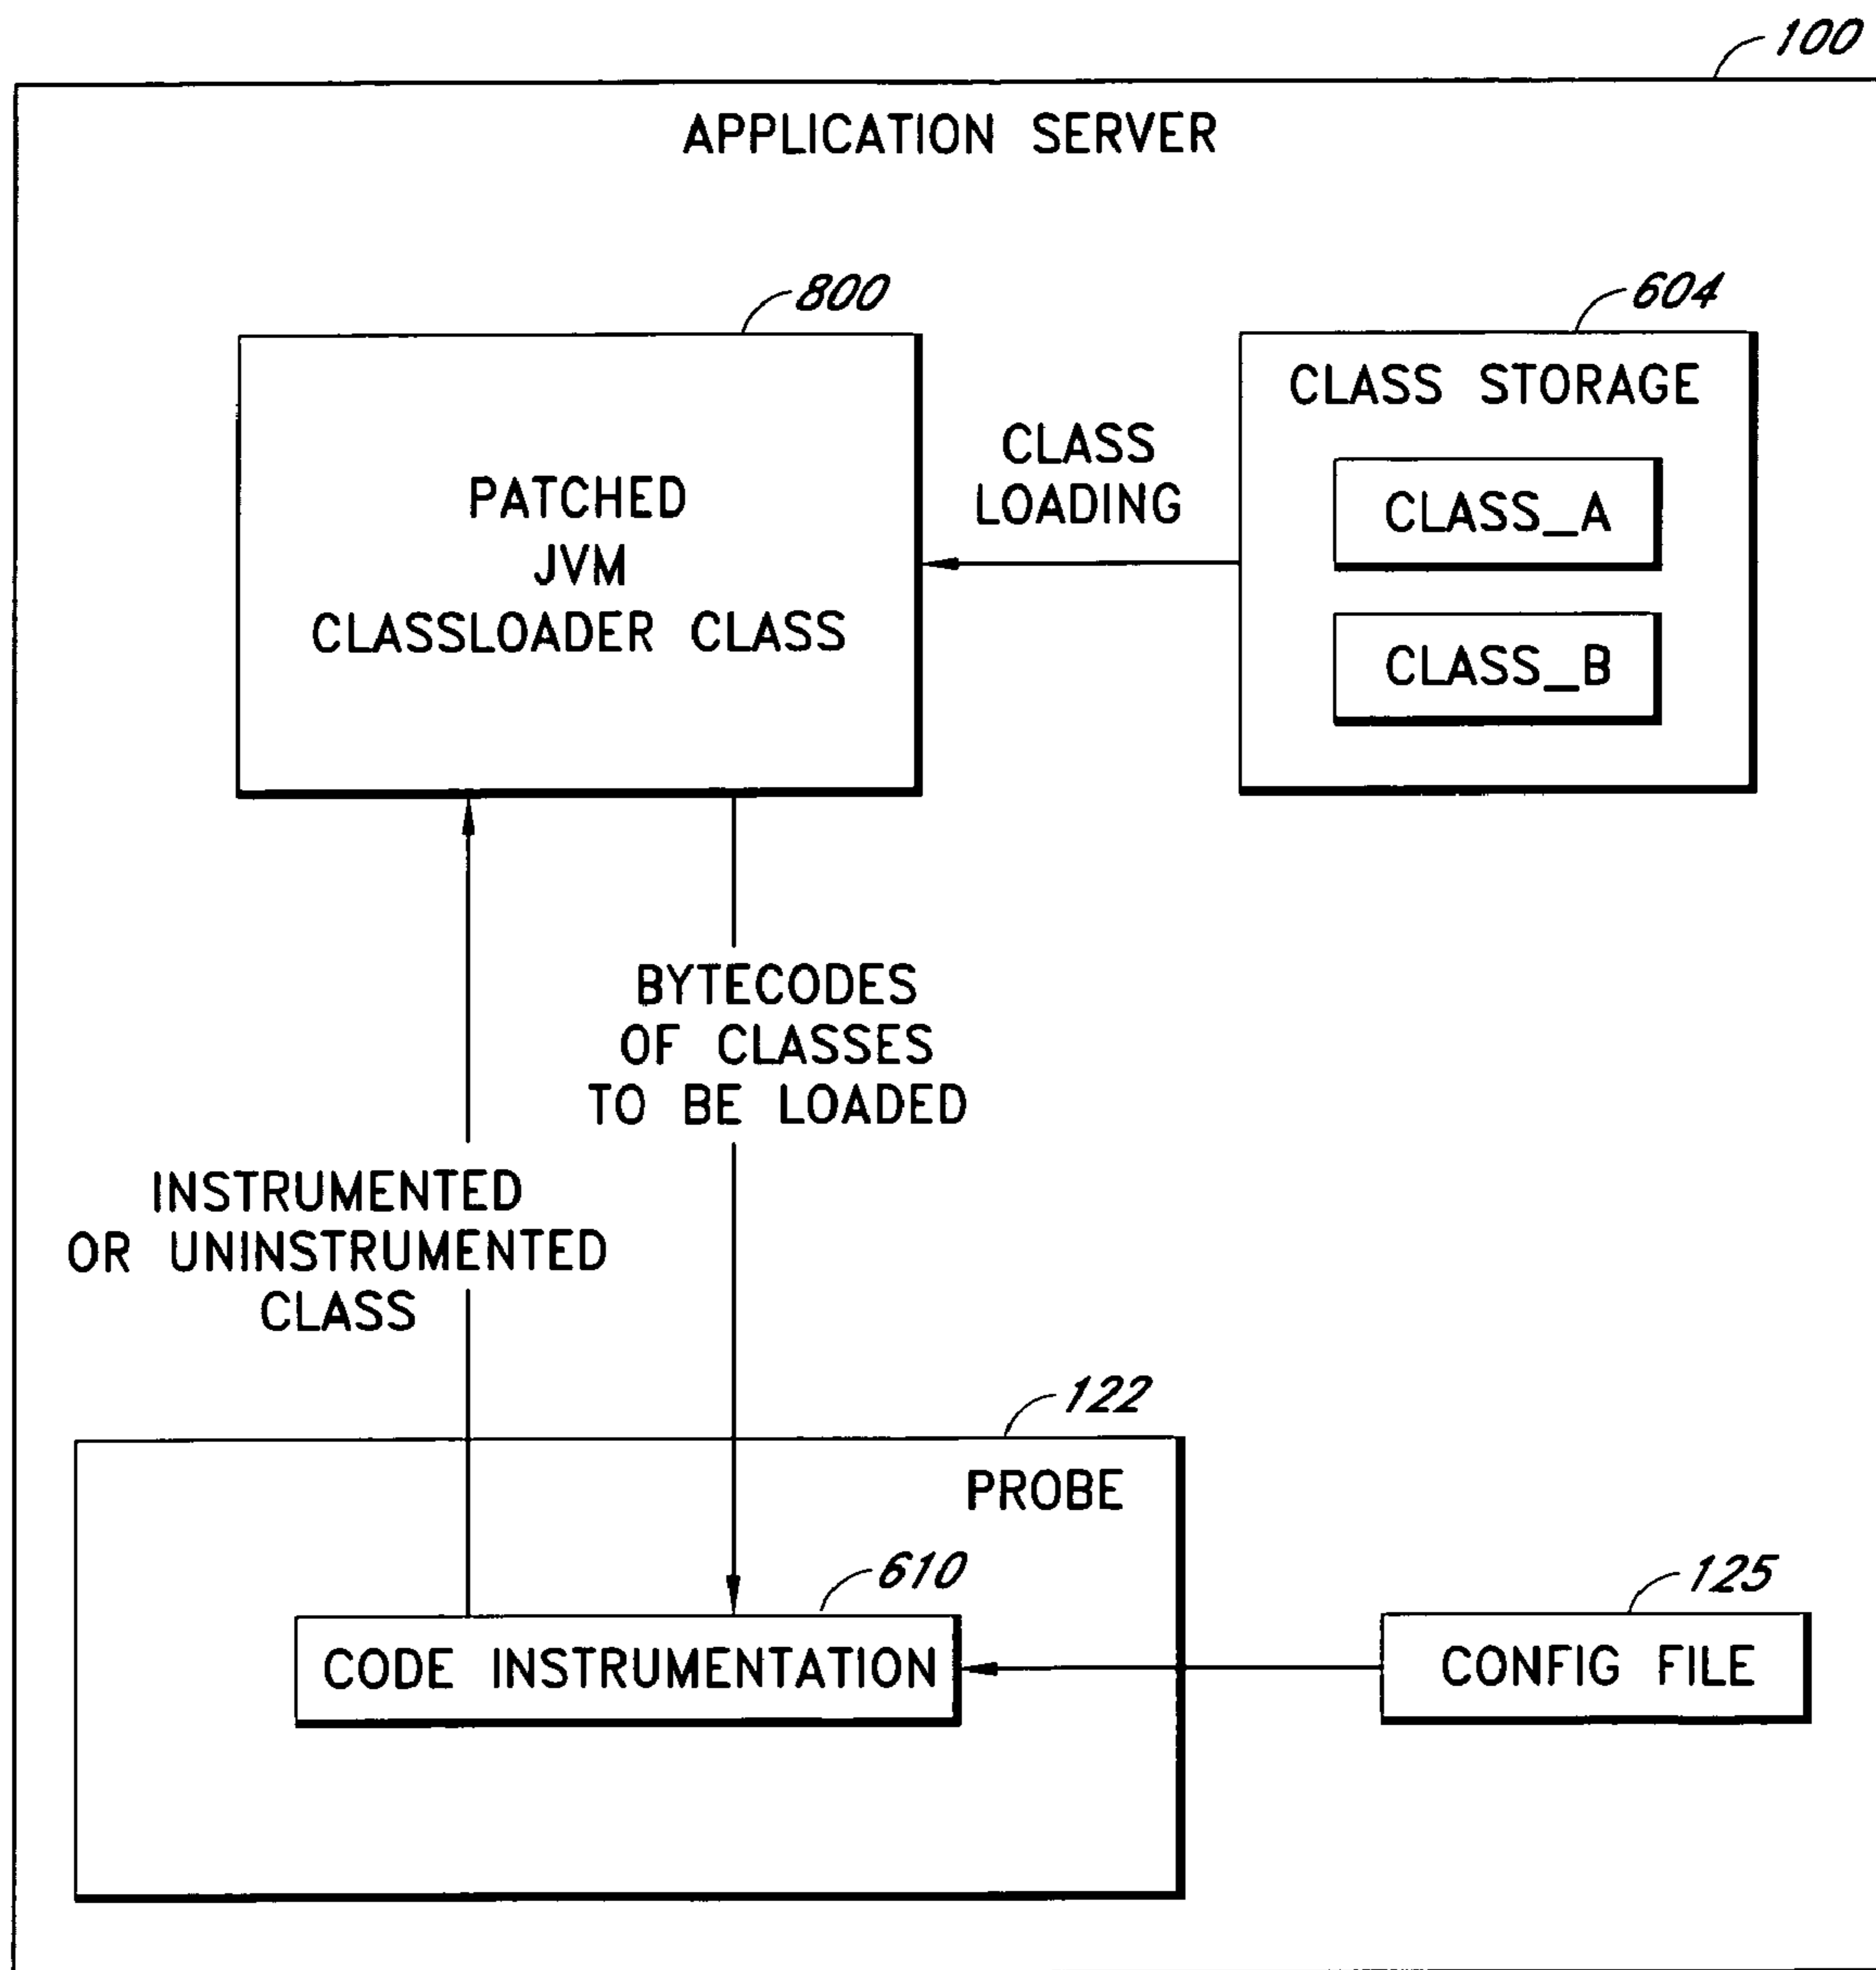 100
APPLICATION SERVER
800
604
PATCHED
JVM
CLASSLOADER CLASS
CLASS
LOADING
CLASS STORAGE
CLASS_A
CLASS_B
BYTECODES
OF CLASSES
TO BE LOADED
INSTRUMENTED
OR UNINSTRUMENTED
CLASS
122
PROBE
610
CODE INSTRUMENTATION
125
CONFIG FILE